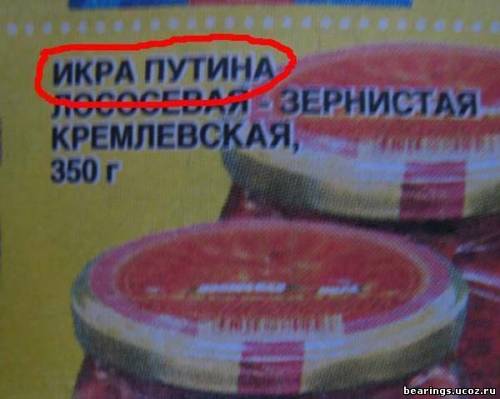 ИКРА ПУТИНА
ЛОСОСЕВАЯ - ЗЕРНИСТАЯ
КРЕМЛЕВСКАЯ,
350 г
bearings.ucoz.ru